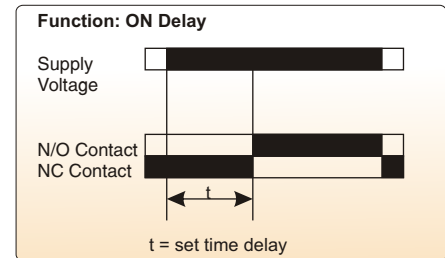 Function: ON Delay
Supply
Voltage
N/O Contact
NC Contact
t
t = set time delay